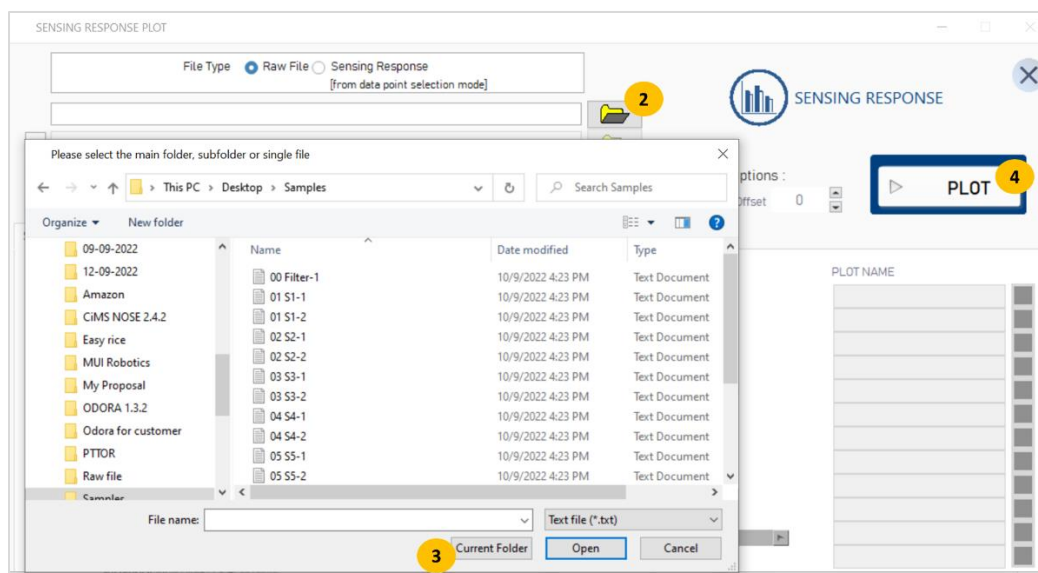 SENSING RESPONSE PLOT
File Type Raw File Sensing Response
[from data point selection mode]
2
SENSING RESPONSE
Please select the main folder, subfolder or single file
This PC > Desktop > Samples
Search Samples
ptions :
Offset 0
PLOT
4
Organize New folder
Name Date modified Type
PLOT NAME
09-09-2022
12-09-2022
Amazon
CiMS NOSE 2.4.2
Easy rice
MUI Robotics
My Proposal
ODORA 1.3.2
Odora for customer
PTTOR
Raw file
Sampler
00 Filter-1 10/9/2022 4:23 PM Text Document
01 S1-1 10/9/2022 4:23 PM Text Document
01 S1-2 10/9/2022 4:23 PM Text Document
02 S2-1 10/9/2022 4:23 PM Text Document
02 S2-2 10/9/2022 4:23 PM Text Document
03 S3-1 10/9/2022 4:23 PM Text Document
03 S3-2 10/9/2022 4:23 PM Text Document
04 S4-1 10/9/2022 4:23 PM Text Document
04 S4-2 10/9/2022 4:23 PM Text Document
05 S5-1 10/9/2022 4:23 PM Text Document
05 S5-2 10/9/2022 4:23 PM Text Document
File name: Text file (*.txt)
3
Current Folder Open Cancel